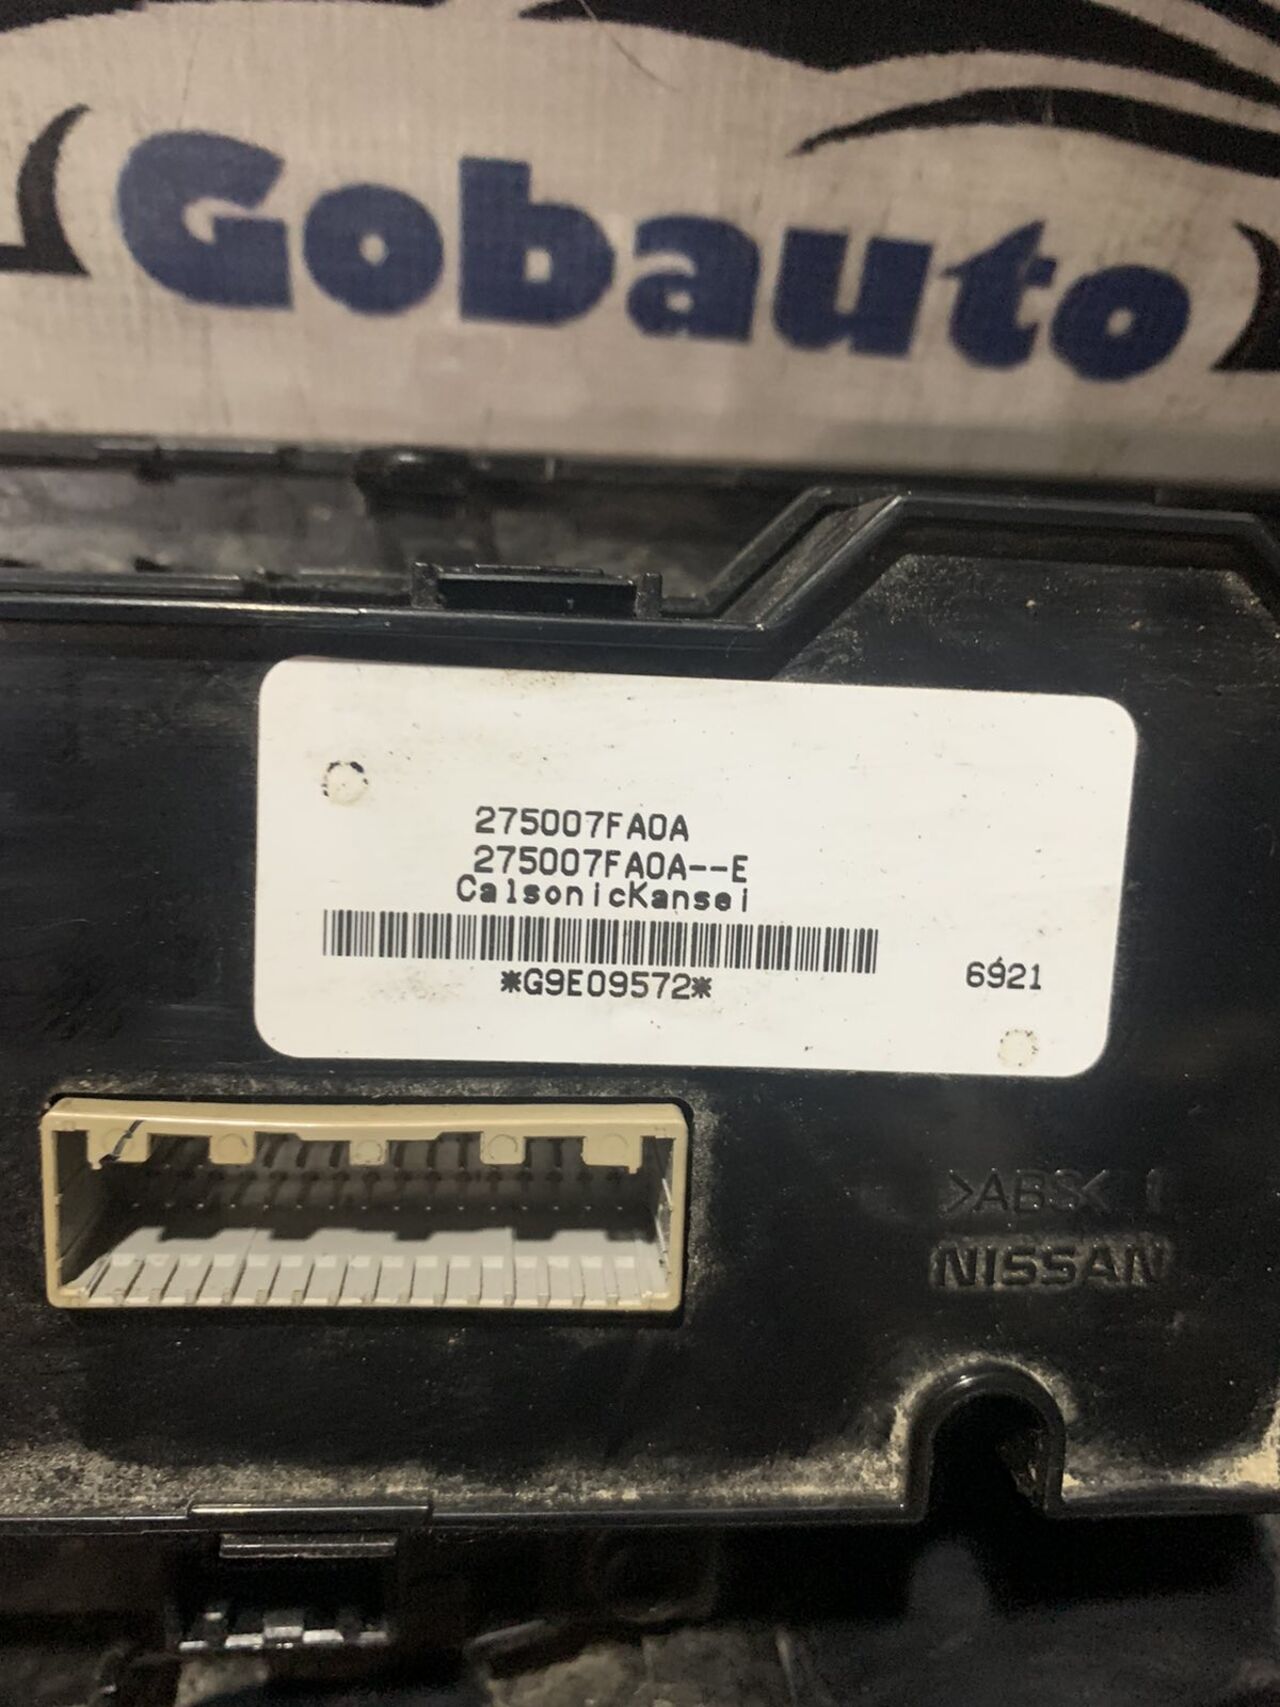 Gobauto
275007FA0A
275007FA0A--E
CalsonicKansei
*G9E09572*
6921
>ABS<
NISSAN